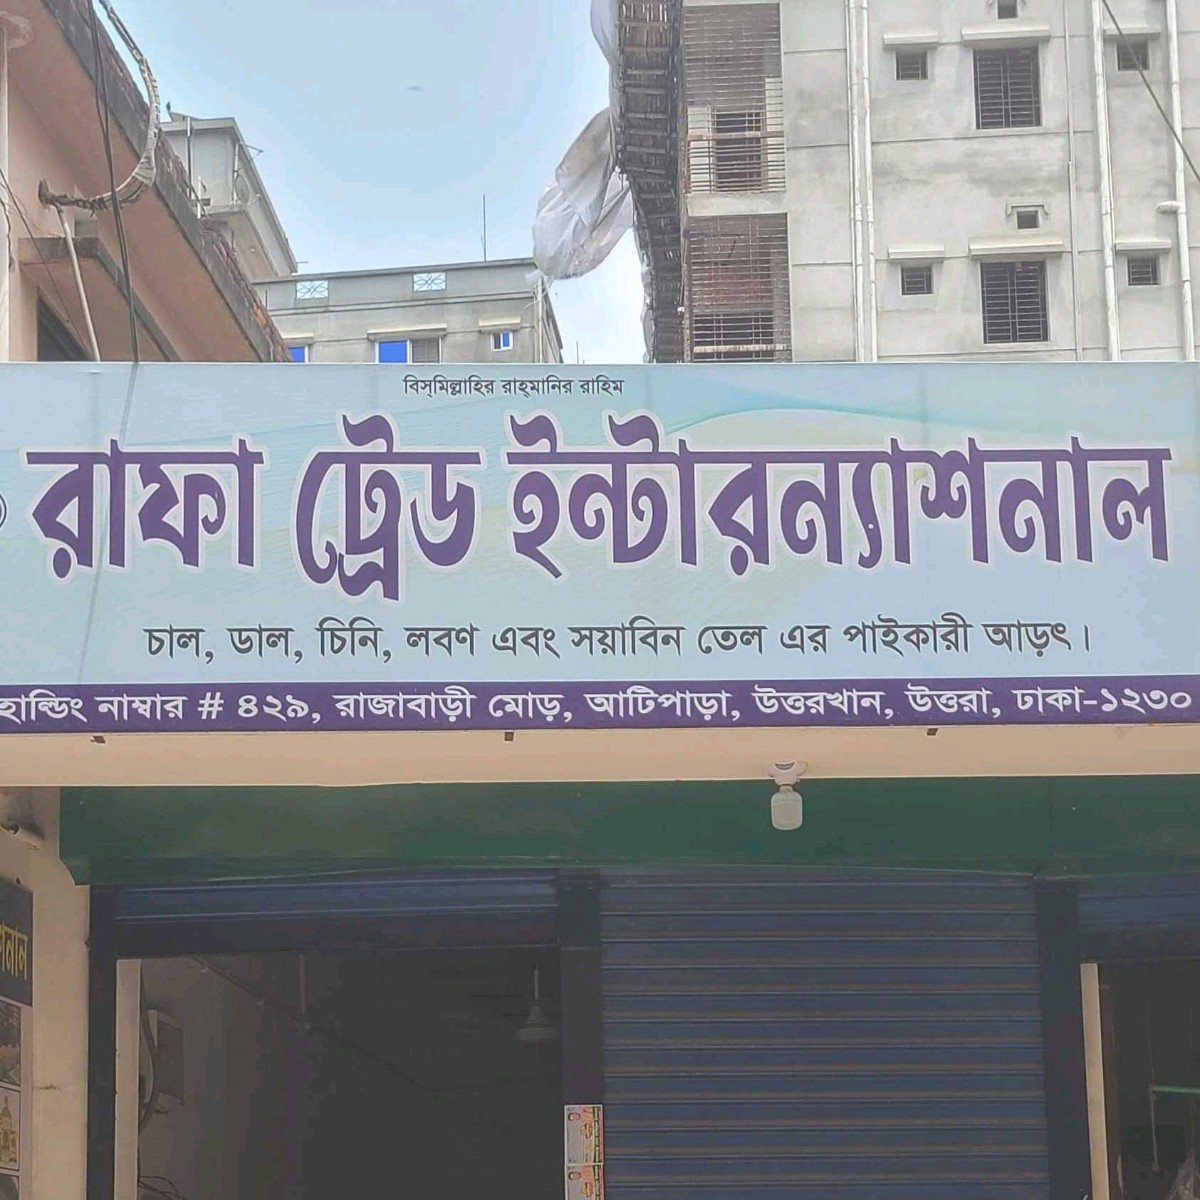 বিস্‌মিল্লাহির রাহ্‌মানির রাহিম
রাফা ট্রেড ইন্টারন্যাশনাল
চাল, ডাল, চিনি, লবণ এবং সয়াবিন তেল এর পাইকারী আড়ৎ।
হোল্ডিং নাম্বার # ৪২৯, রাজাবাড়ী মোড়, আটিপাড়া, উত্তরখান, উত্তরা, ঢাকা-১২৩০